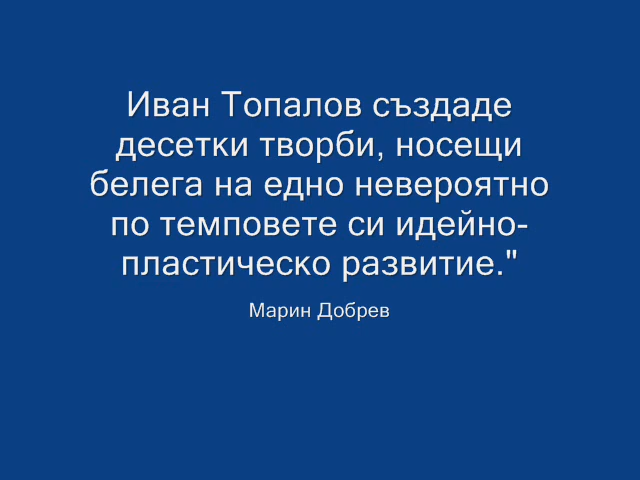 Иван Топалов създаде
десетки творби, носещи
белега на едно невероятно
по темповете си идейно-
пластическо развитие."
Марин Добрев